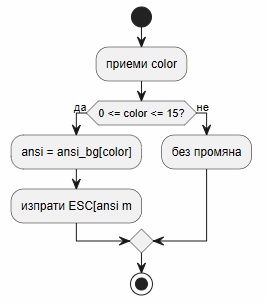 приеми color
да
0 <= color <= 15?
не
ansi = ansi_bg[color]
без промяна
изпрати ESC[ansi m